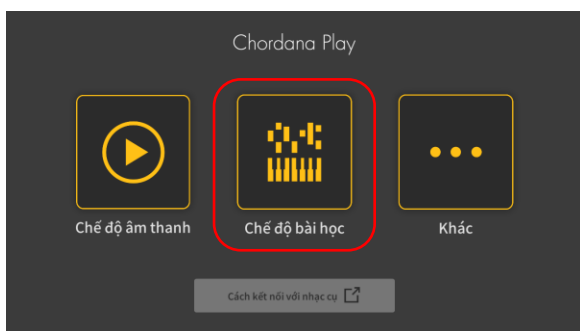 Chordana Play
Chế độ âm thanh
Chế độ bài học
Khác
Cách kết nối với nhạc cụ